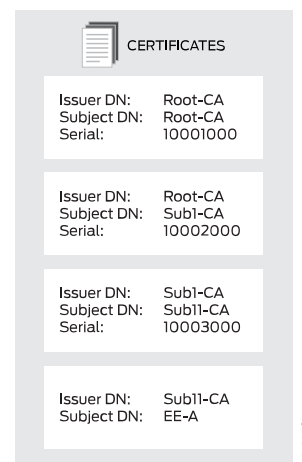 CERTIFICATES
Issuer DN: Root-CA
Subject DN: Root-CA
Serial: 10001000
Issuer DN: Root-CA
Subject DN: Sub1-CA
Serial: 10002000
Issuer DN: Sub1-CA
Subject DN: Sub11-CA
Serial: 10003000
Issuer DN: Sub11-CA
Subject DN: EE-A